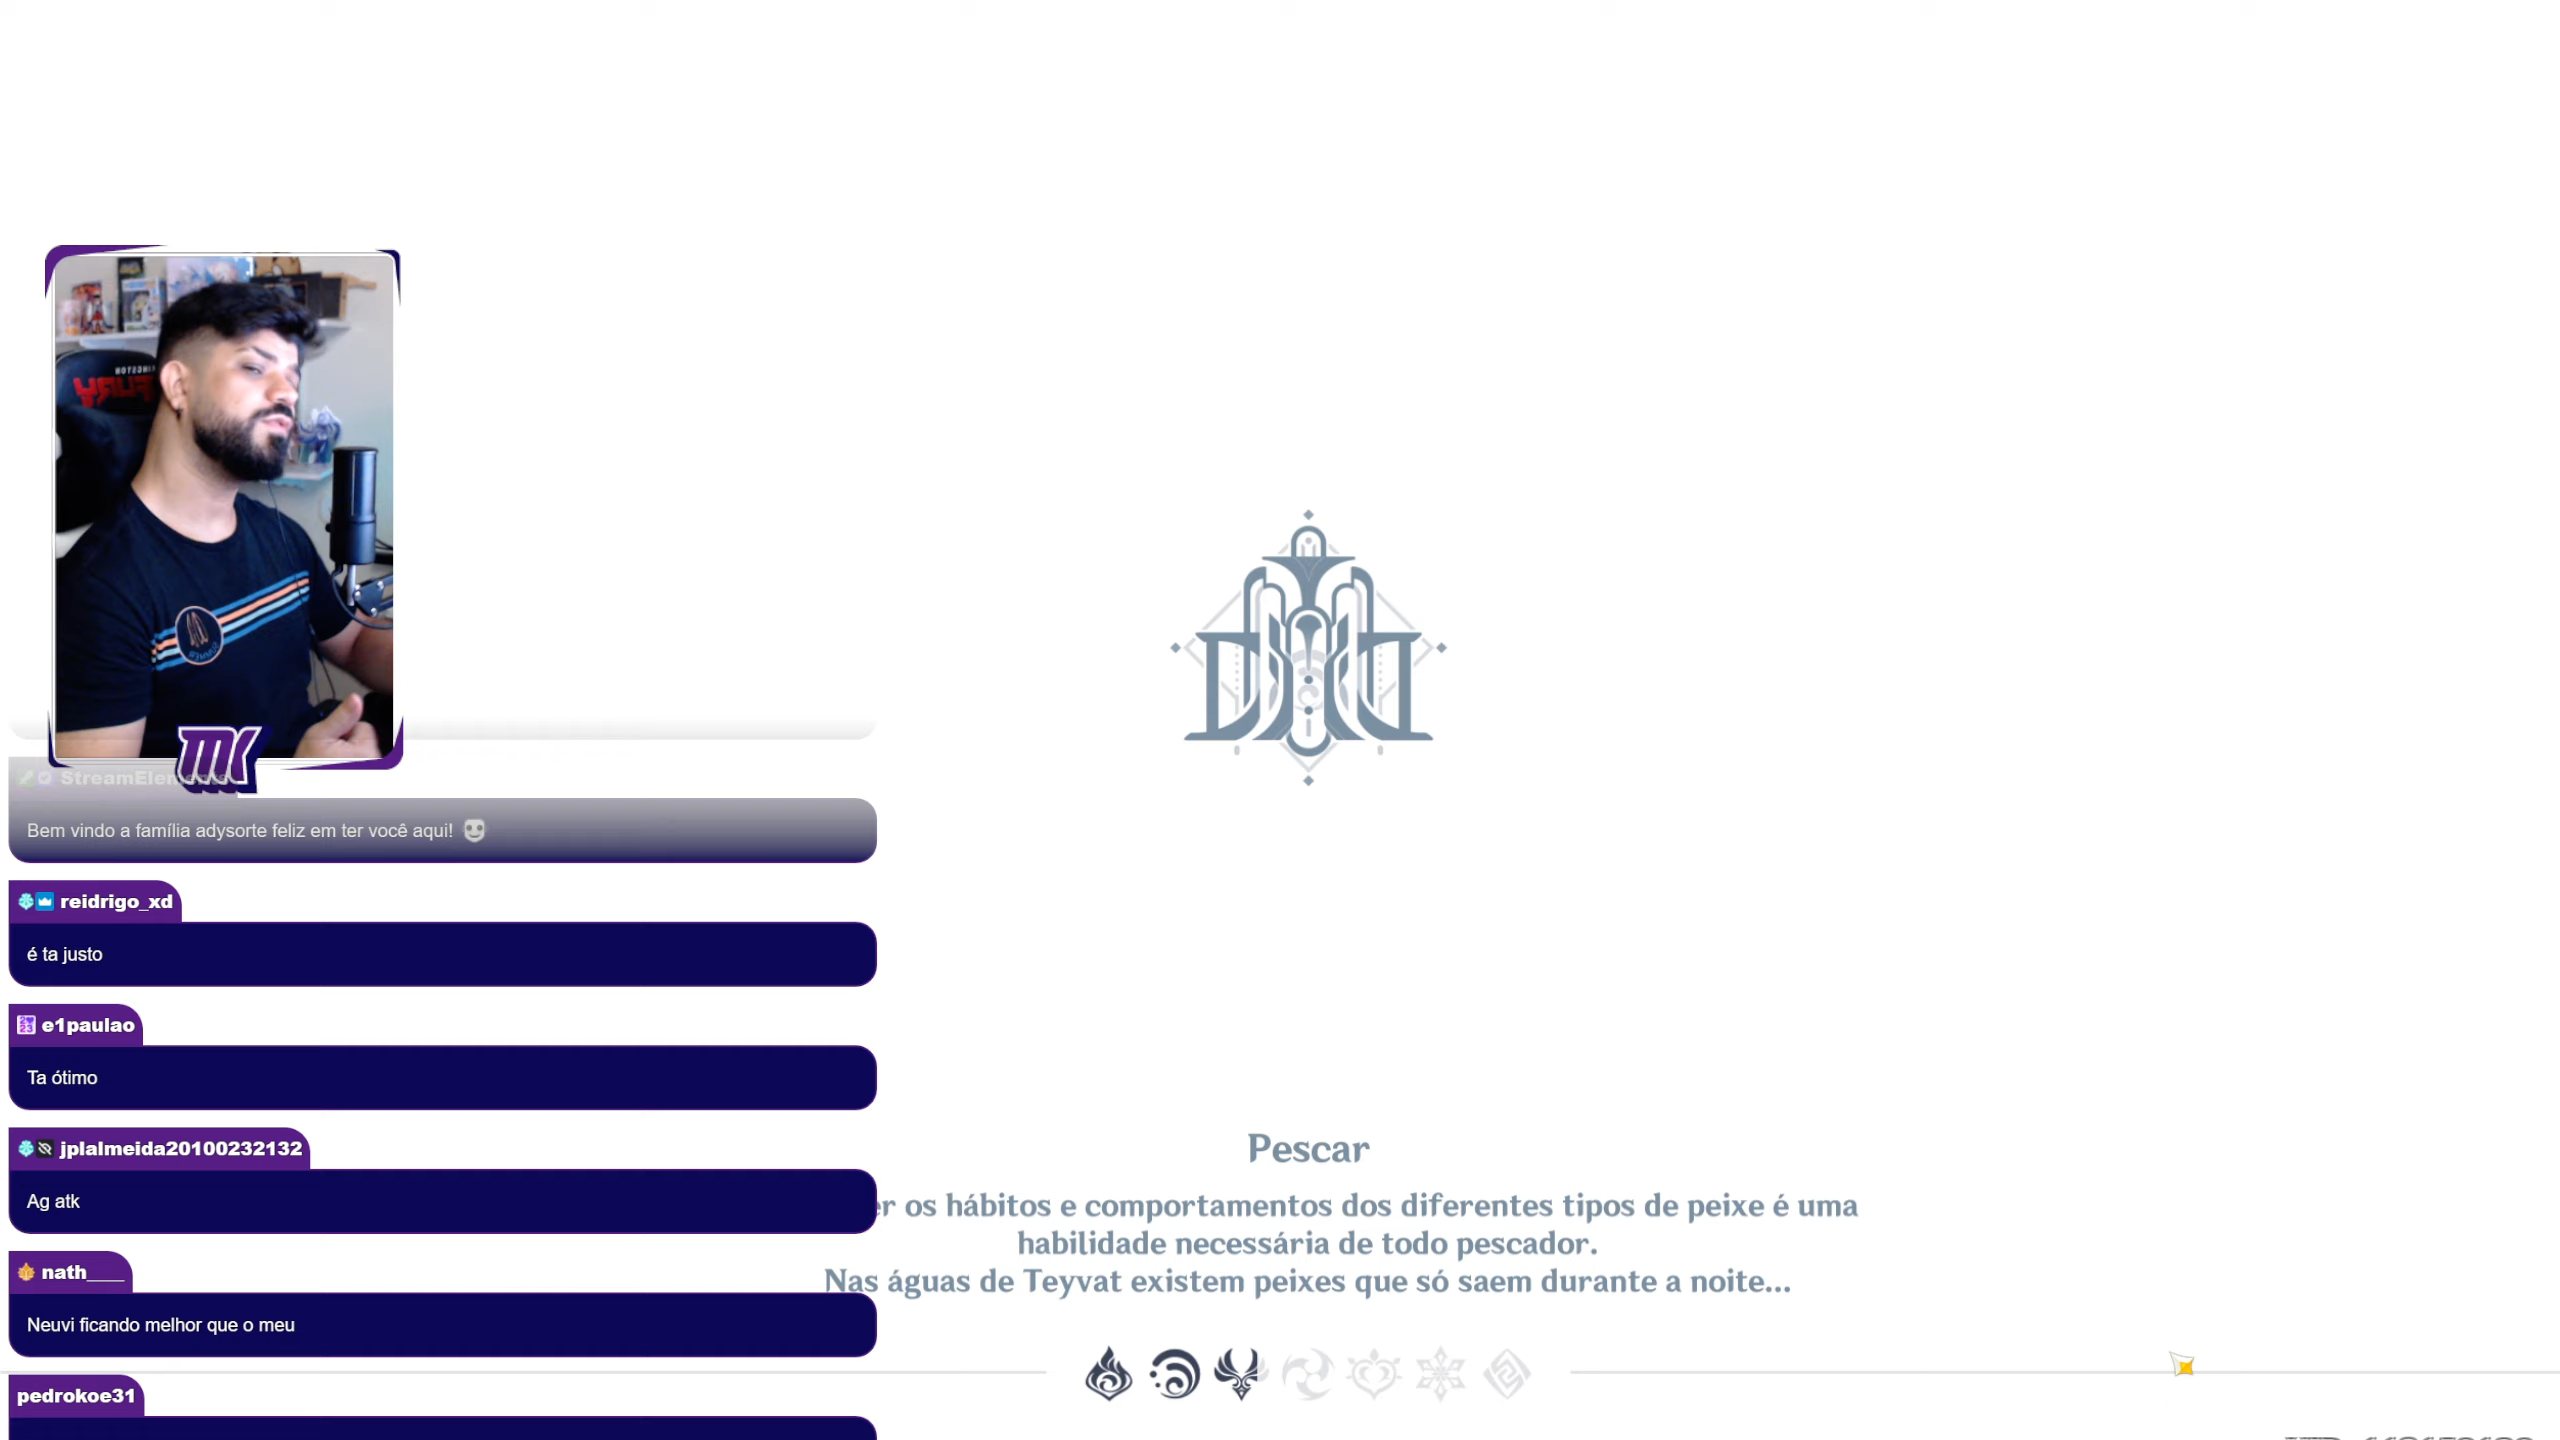 StreamElements
Bem vindo a família adysorte feliz em ter você aqui!
reidrigo_xd
é ta justo
e1paulao
Ta ótimo
jplalmeida20100232132
Ag atk
nath____
Neuvi ficando melhor que o meu
pedrokoe31
Pescar
os hábitos e comportamentos dos diferentes tipos de peixe é uma
habilidade necessária de todo pescador.
Nas águas de Teyvat existem peixes que só saem durante a noite...